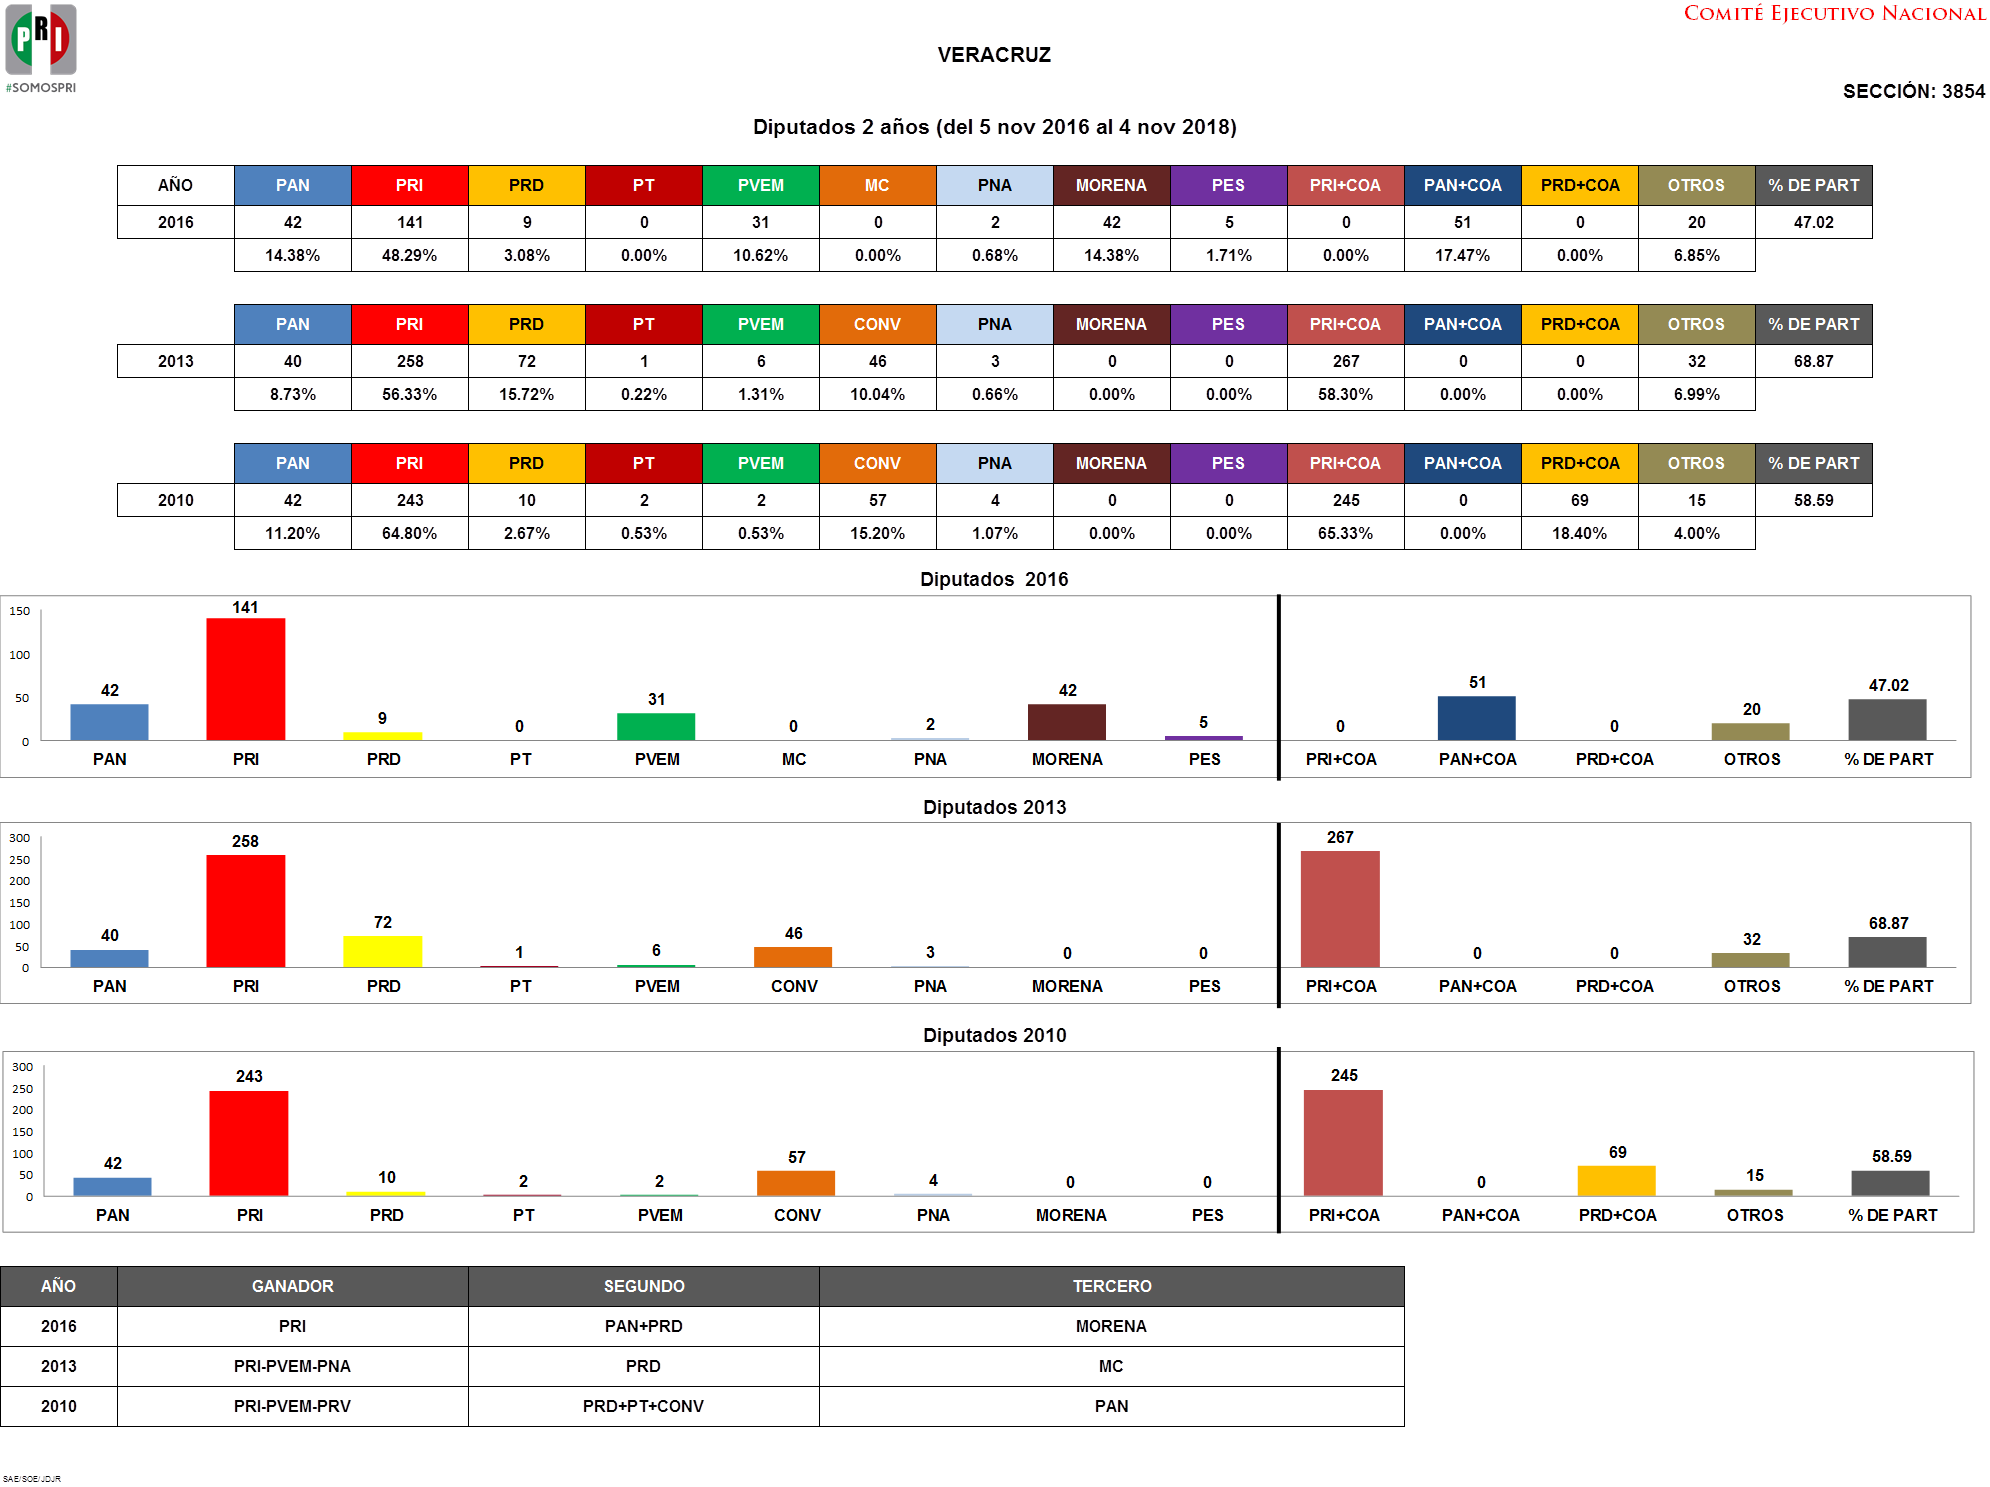 PRI
#SOMOSPRI
COMITÉ EJECUTIVO NACIONAL
VERACRUZ
SECCIÓN: 3854
Diputados 2 años (del 5 nov 2016 al 4 nov 2018)
AÑO PAN PRI PRD PT PVEM MC PNA MORENA PES PRI+COA PAN+COA PRD+COA OTROS % DE PART
2016 42 141 9 0 31 0 2 42 5 0 51 0 20 47.02
14.38% 48.29% 3.08% 0.00% 10.62% 0.00% 0.68% 14.38% 1.71% 0.00% 17.47% 0.00% 6.85%
PAN PRI PRD PT PVEM CONV PNA MORENA PES PRI+COA PAN+COA PRD+COA OTROS % DE PART
2013 40 258 72 1 6 46 3 0 0 267 0 0 32 68.87
8.73% 56.33% 15.72% 0.22% 1.31% 10.04% 0.66% 0.00% 0.00% 58.30% 0.00% 0.00% 6.99%
PAN PRI PRD PT PVEM CONV PNA MORENA PES PRI+COA PAN+COA PRD+COA OTROS % DE PART
2010 42 243 10 2 2 57 4 0 0 245 0 69 15 58.59
11.20% 64.80% 2.67% 0.53% 0.53% 15.20% 1.07% 0.00% 0.00% 65.33% 0.00% 18.40% 4.00%
Diputados 2016
150
100
50
0
42 141 9 0 31 0 2 42 5 0 51 0 20 47.02
PAN PRI PRD PT PVEM MC PNA MORENA PES PRI+COA PAN+COA PRD+COA OTROS % DE PART
Diputados 2013
300
250
200
150
100
50
0
40 258 72 1 6 46 3 0 0 267 0 0 32 68.87
PAN PRI PRD PT PVEM CONV PNA MORENA PES PRI+COA PAN+COA PRD+COA OTROS % DE PART
Diputados 2010
300
250
200
150
100
50
0
42 243 10 2 2 57 4 0 0 245 0 69 15 58.59
PAN PRI PRD PT PVEM CONV PNA MORENA PES PRI+COA PAN+COA PRD+COA OTROS % DE PART
AÑO GANADOR SEGUNDO TERCERO
2016 PRI PAN+PRD MORENA
2013 PRI-PVEM-PNA PRD MC
2010 PRI-PVEM-PRV PRD+PT+CONV PAN
SAE/SOE/JDJR